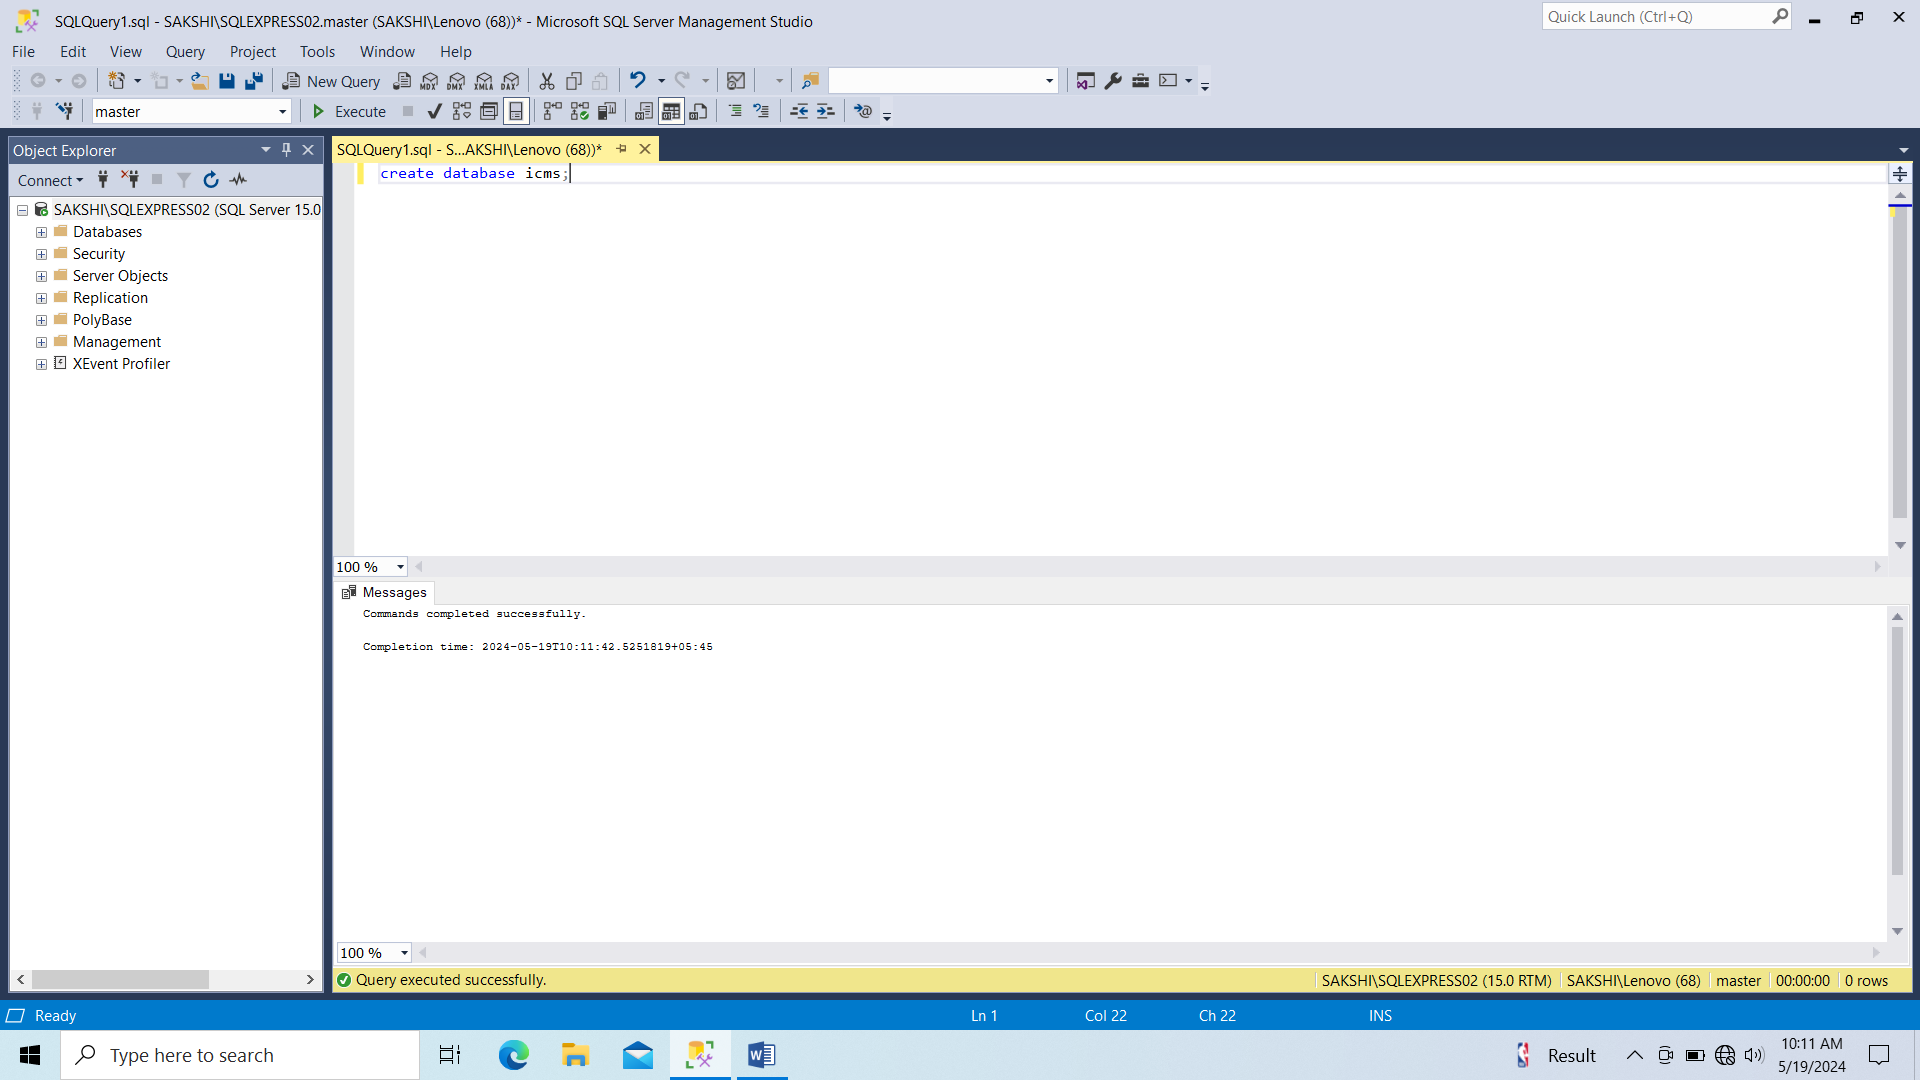 SQLQuery1.sql - SAKSHI\SQLEXPRESS02.master (SAKSHI\Lenovo (68))* - Microsoft SQL Server Management Studio
Quick Launch (Ctrl+Q)
File Edit View Query Project Tools Window Help
New Query MDX DMX XMLA DAX
master Execute
Object Explorer
SQLQuery1.sql - S...AKSHI\Lenovo (68))*
Connect
create database icms;
SAKSHI\SQLEXPRESS02 (SQL Server 15.0
Databases
Security
Server Objects
Replication
PolyBase
Management
XEvent Profiler
100 %
Messages
Commands completed successfully.
Completion time: 2024-05-19T10:11:42.5251819+05:45
100 %
Query executed successfully. SAKSHI\SQLEXPRESS02 (15.0 RTM) SAKSHI\Lenovo (68) master 00:00:00 0 rows
Ready Ln 1 Col 22 Ch 22 INS
Type here to search
Result
10:11 AM
5/19/2024